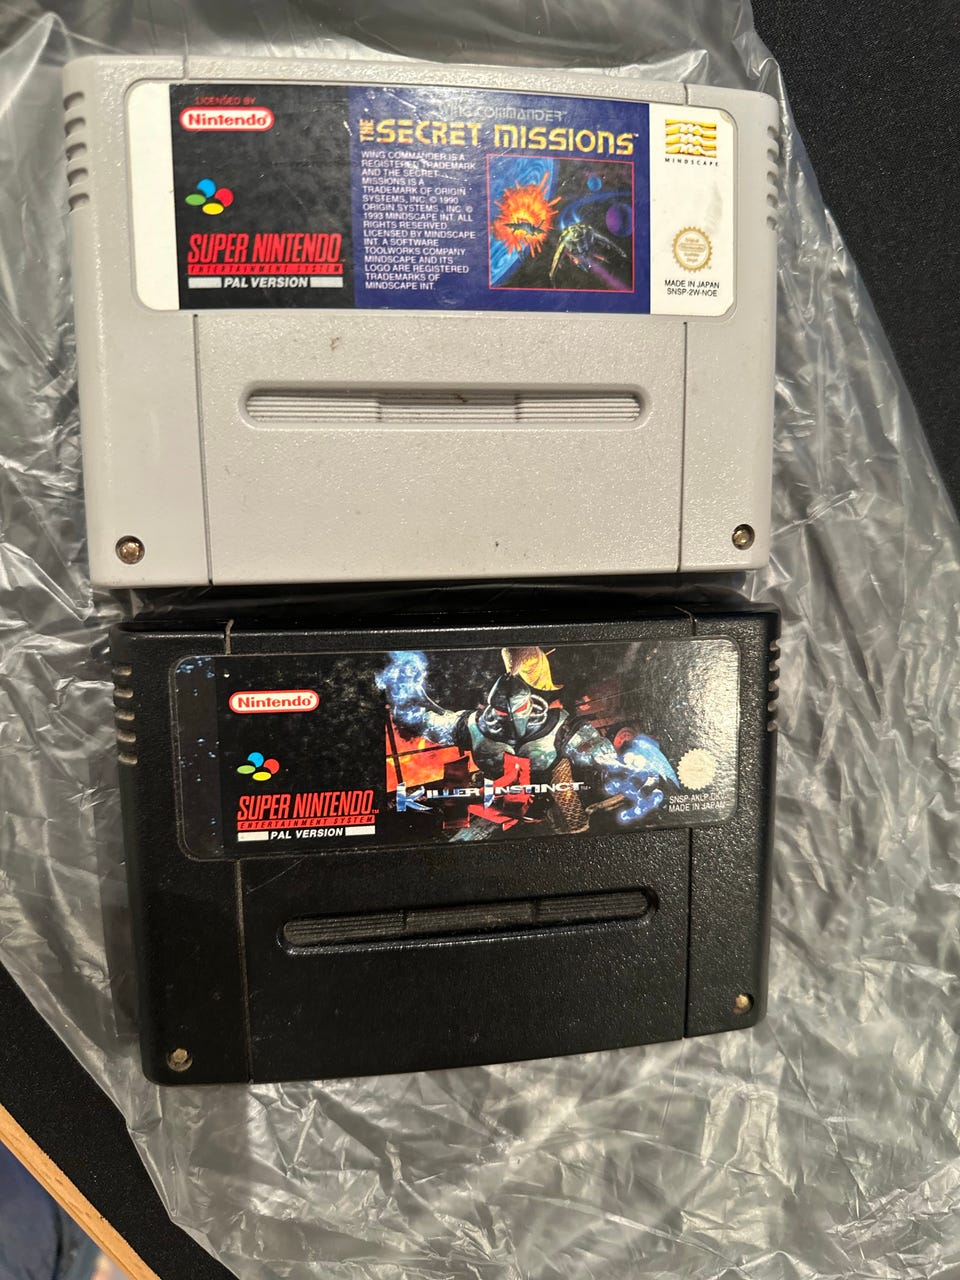 LICENSED BY
Nintendo
SUPER NINTENDO
ENTERTAINMENT SYSTEM
PAL VERSION
WING COMMANDER
THE SECRET MISSIONS™
WING COMMANDER IS A
REGISTERED TRADEMARK
AND THE SECRET
MISSIONS IS A
TRADEMARK OF ORIGIN
SYSTEMS, INC. © 1990
ORIGIN SYSTEMS, INC. ©
1993 MINDSCAPE INT. ALL
RIGHTS RESERVED.
LICENSED BY MINDSCAPE
INT. A SOFTWARE
TOOLWORKS COMPANY
MINDSCAPE AND ITS
LOGO ARE REGISTERED
TRADEMARKS OF
MINDSCAPE INT.
MINDSCAPE
MADE IN JAPAN
SNSP-2W-NOE
Nintendo
SUPER NINTENDO™
ENTERTAINMENT SYSTEM
PAL VERSION
KILLER INSTINCT™
MADE IN JAPAN